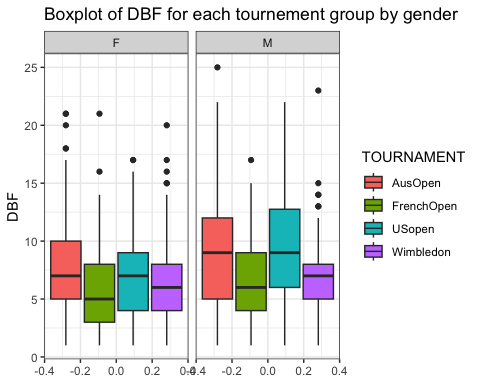 Boxplot of DBF for each tournement group by gender
F
M
25
20
15
10
5
0
DBF
-0.4 -0.2 0.0 0.2 0.4
-0.4 -0.2 0.0 0.2 0.4
TOURNAMENT
AusOpen
FrenchOpen
USopen
Wimbledon